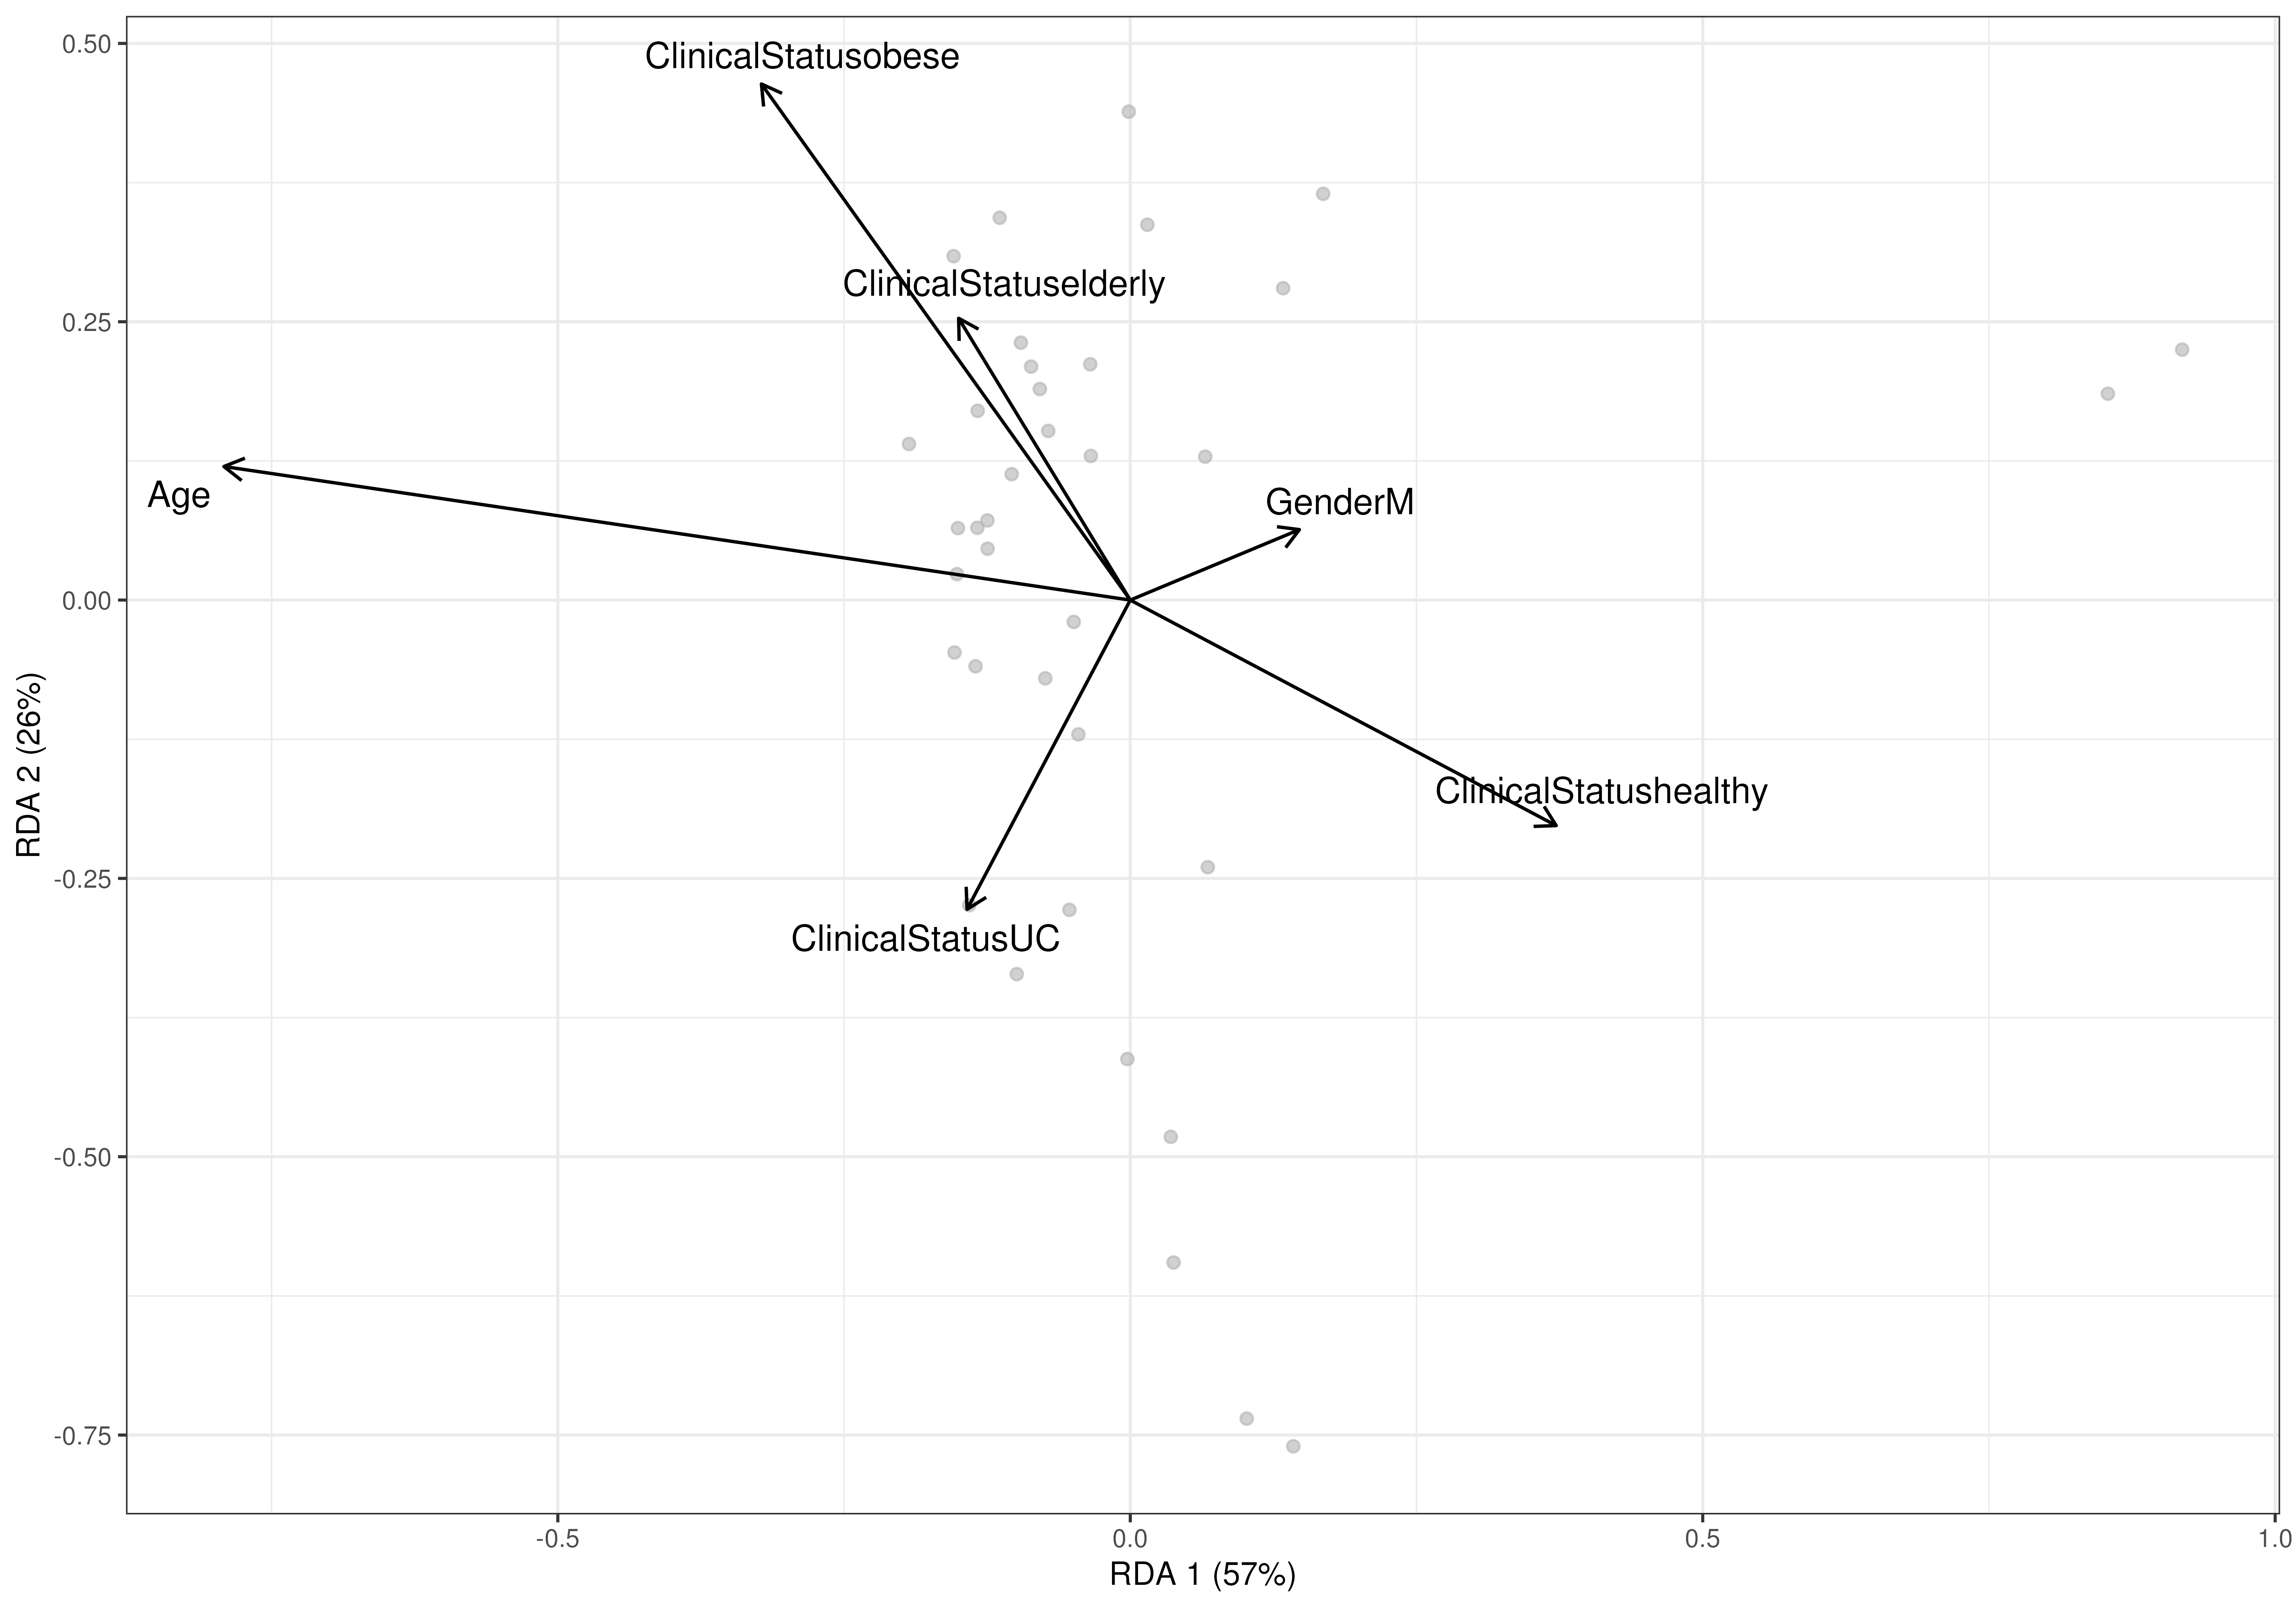 0.50
0.25
0.00
-0.25
-0.50
-0.75
RDA 2 (26%)
ClinicalStatusobese
ClinicalStatuselderly
Age
GenderM
ClinicalStatushealthy
ClinicalStatusUC
-0.5
0.0
0.5
1.0
RDA 1 (57%)